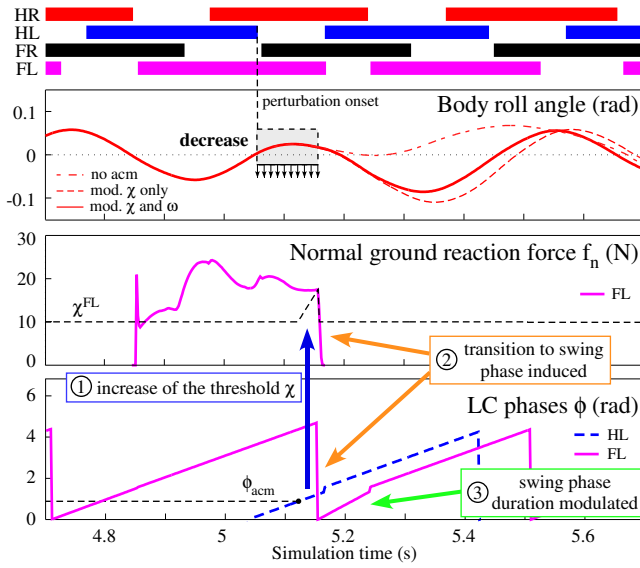 HR
HL
FR
FL
perturbation onset
Body roll angle (rad)
0.1
0
-0.1
decrease
no acm
mod. χ only
mod. χ and ω
Normal ground reaction force fn (N)
30
20
10
0
χFL
FL
① increase of the threshold χ
② transition to swing
phase induced
LC phases ϕ (rad)
6
4
2
0
HL
FL
ϕacm
③ swing phase
duration modulated
4.8 5 5.2 5.4 5.6
Simulation time (s)